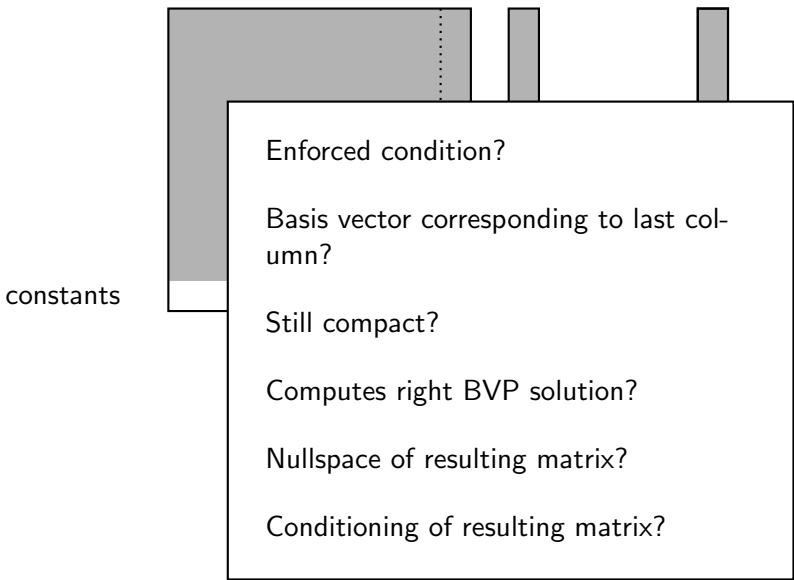 Enforced condition?
Basis vector corresponding to last col-
umn?
constants
Still compact?
Computes right BVP solution?
Nullspace of resulting matrix?
Conditioning of resulting matrix?